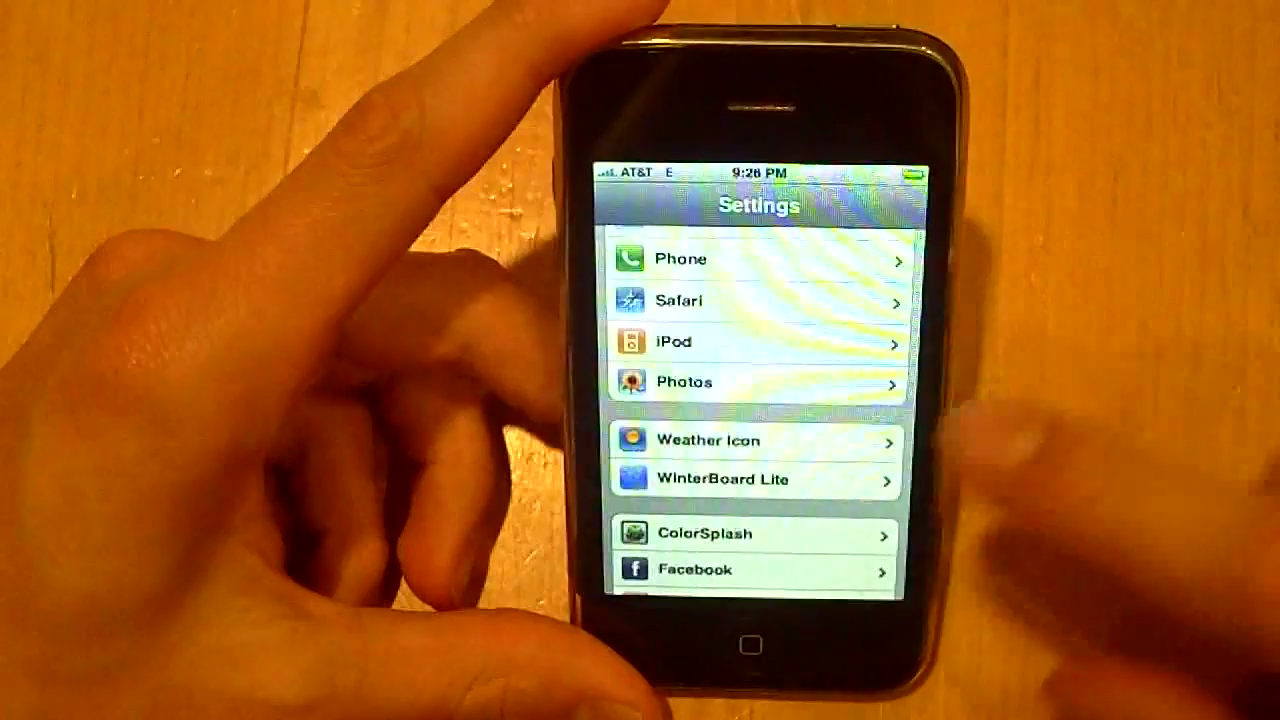 AT&T E 9:26 PM
Settings
Phone
Safari
iPod
Photos
Weather Icon
WinterBoard Lite
ColorSplash
Facebook